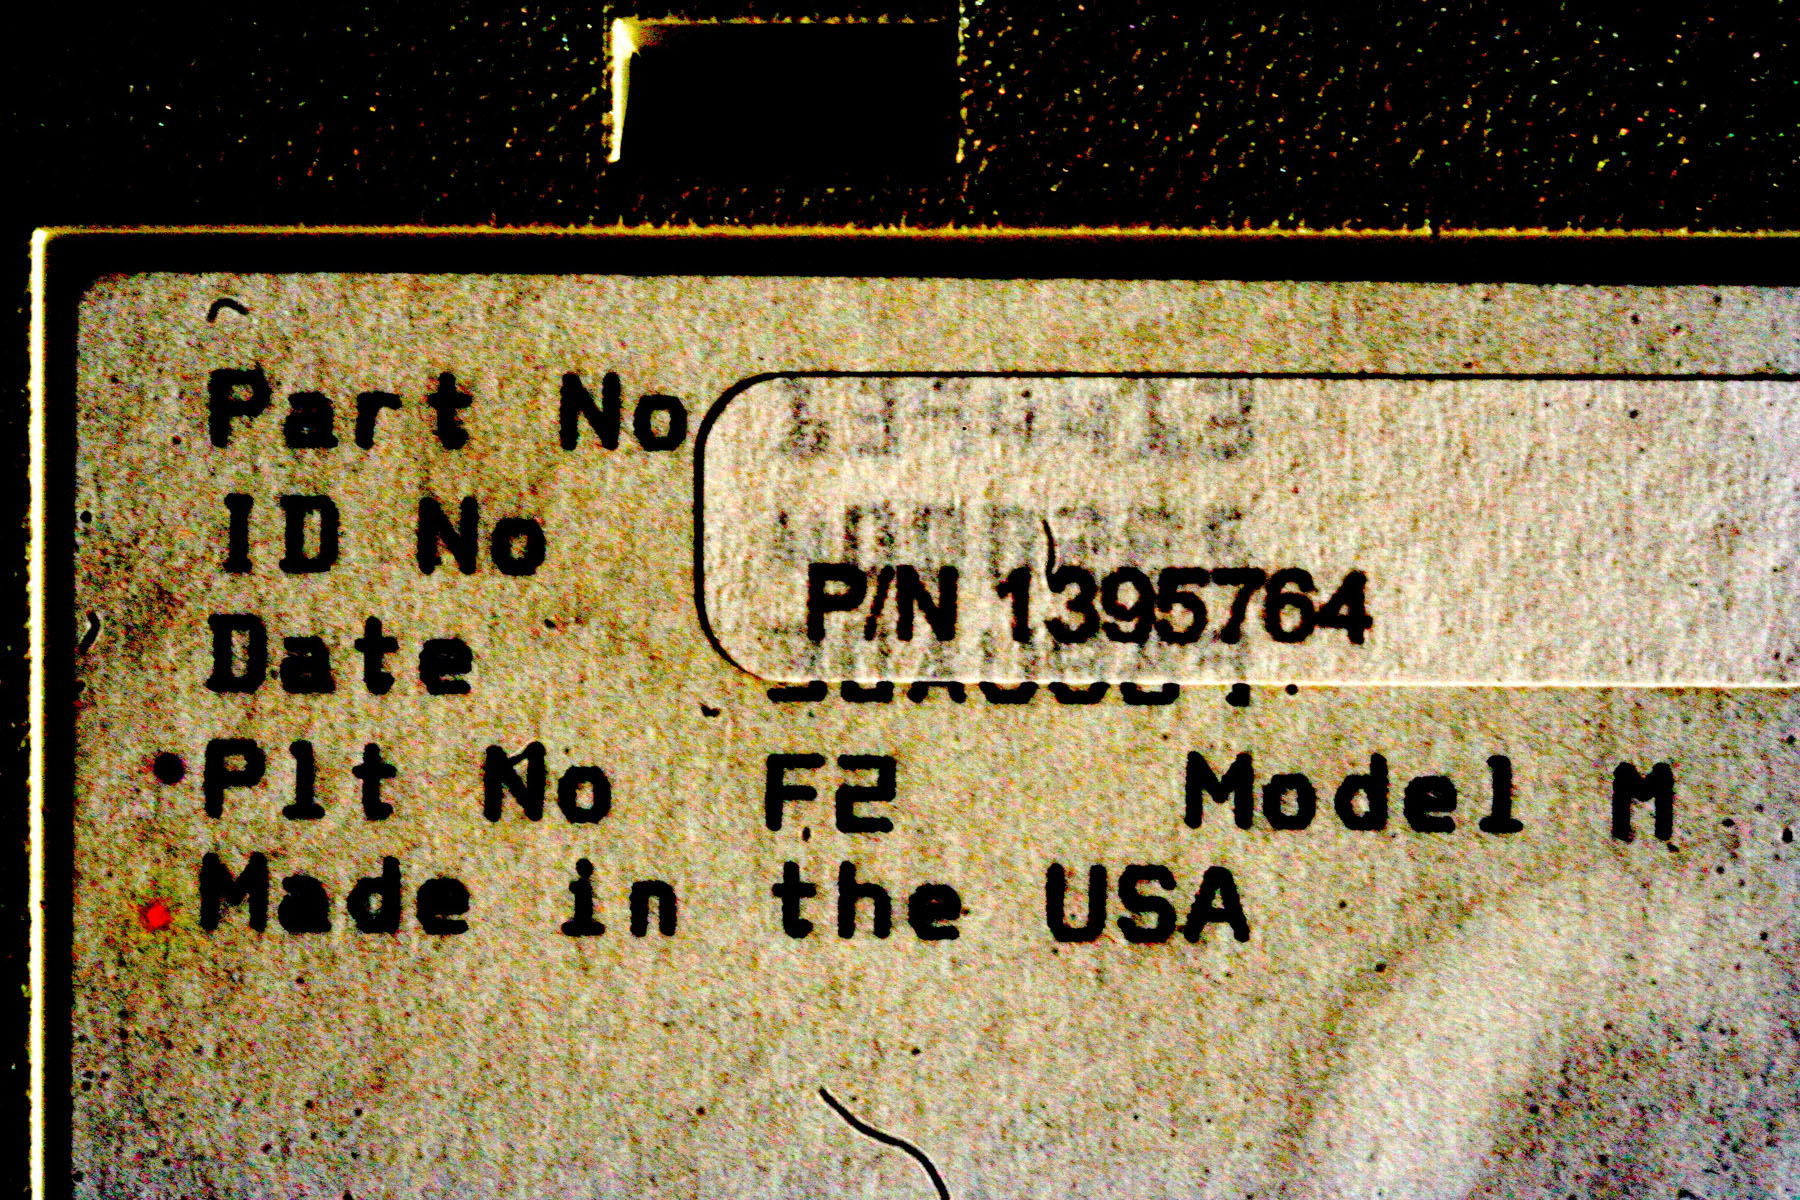 Part No
ID No
P/N 1395764
Date
Plt No F2 Model M
Made in the USA